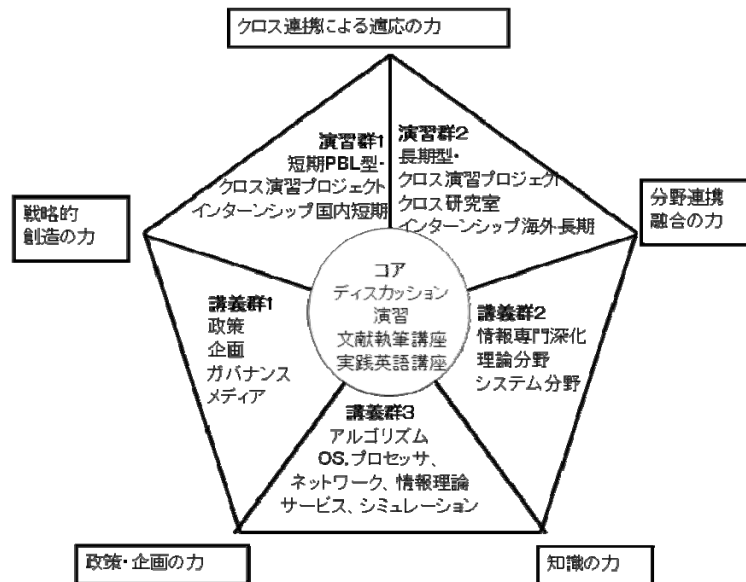 クロス連携による適応の力
演習群1
短期PBL型・
クロス演習プロジェクト
インターンシップ国内短期
演習群2
長期型・
クロス演習プロジェクト
クロス研究室
インターンシップ海外長期
戦略的
創造の力
分野連携
融合の力
コア
ディスカッション
演習
文献執筆講座
実践英語講座
講義群1
政策
企画
ガバナンス
メディア
講義群2
情報専門深化
理論分野
システム分野
講義群3
アルゴリズム
OS,プロセッサ、
ネットワーク、情報理論
サービス、シミュレーション
政策・企画の力
知識の力